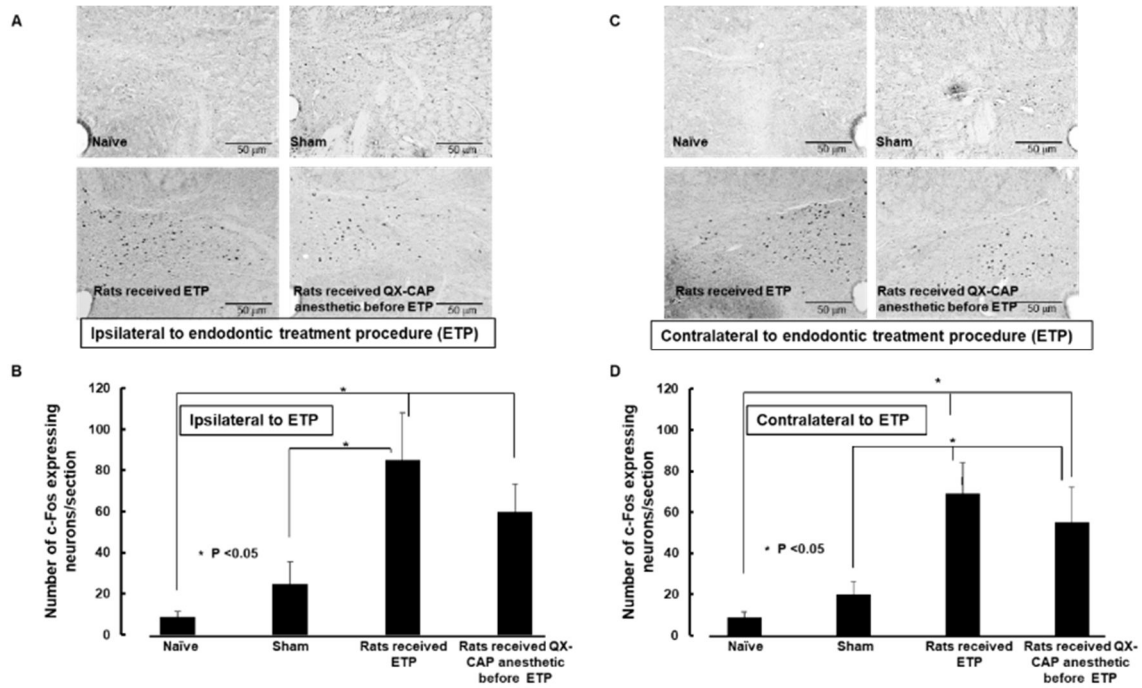 A
Naïve
50 µm
Sham
50 µm
Rats received ETP
50 µm
Rats received QX-CAP
anesthetic before ETP
50 µm
Ipsilateral to endodontic treatment procedure (ETP)
C
Naïve
50 µm
Sham
50 µm
Rats received ETP
50 µm
Rats received QX-CAP
anesthetic before ETP
50 µm
Contralateral to endodontic treatment procedure (ETP)
B
Number of c-Fos expressing
neurons/section
120
100
80
60
40
20
0
Ipsilateral to ETP
*
*
* P <0.05
Naïve
Sham
Rats received
ETP
Rats received QX-
CAP anesthetic
before ETP
D
Number of c-Fos expressing
neurons/section
120
100
80
60
40
20
0
Contralateral to ETP
*
*
* P <0.05
Naïve
Sham
Rats received
ETP
Rats received QX-
CAP anesthetic
before ETP